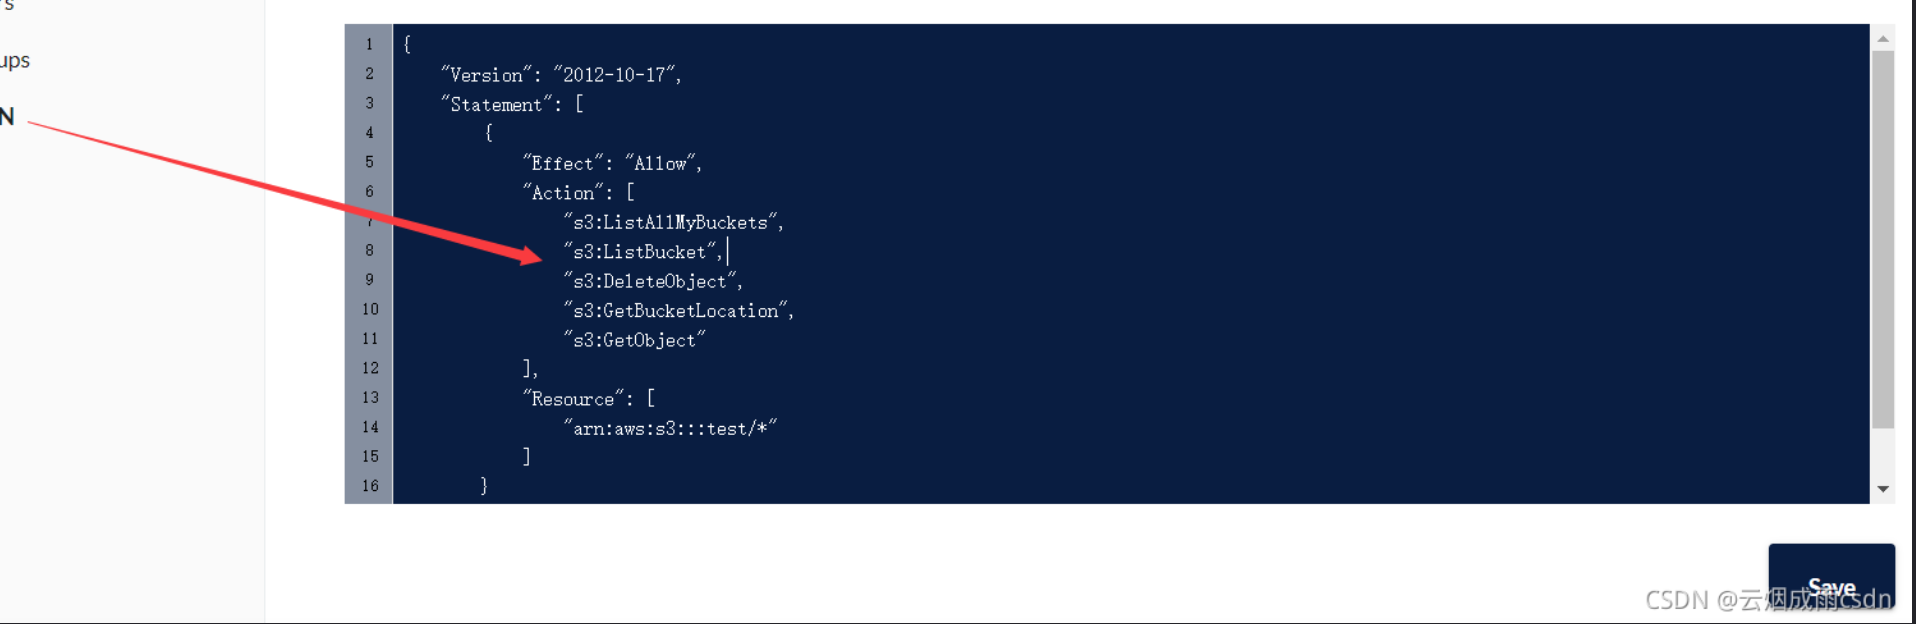 ups
N
1 {
2 "Version": "2012-10-17",
3 "Statement": [
4 {
5 "Effect": "Allow",
6 "Action": [
7 "s3:ListAllMyBuckets",
8 "s3:ListBucket",
9 "s3:DeleteObject",
10 "s3:GetBucketLocation",
11 "s3:GetObject"
12 ],
13 "Resource": [
14 "arn:aws:s3:::test/*"
15 ]
16 }
Save
CSDN @云烟成雨csdn